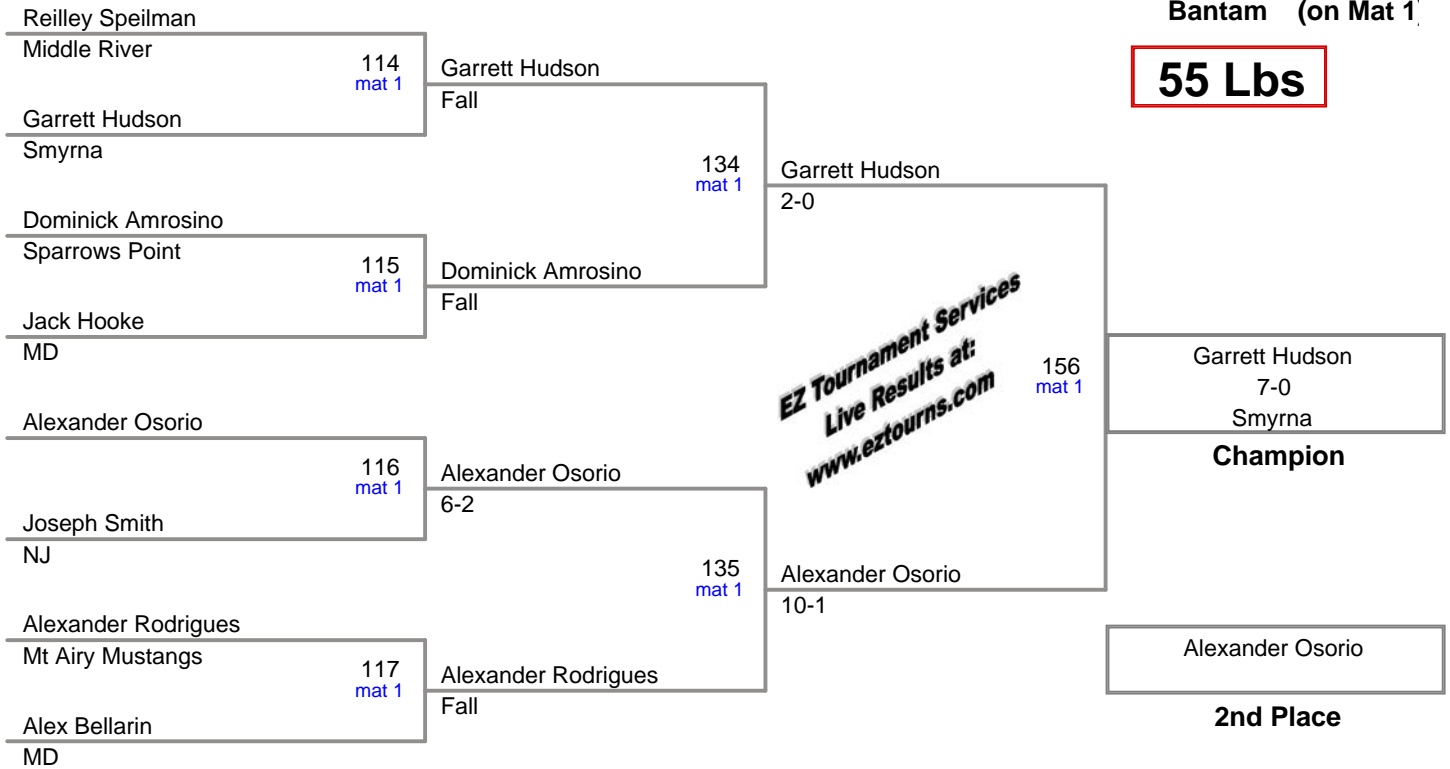 Bantam (on Mat 1)
55 Lbs
Reilley Speilman
Middle River
114
mat 1
Garrett Hudson
Smyrna
Garrett Hudson
Fall
Dominick Amrosino
Sparrows Point
115
mat 1
Jack Hooke
MD
Dominick Amrosino
Fall
134
mat 1
Garrett Hudson
2-0
Alexander Osorio
116
mat 1
Joseph Smith
NJ
Alexander Osorio
6-2
Alexander Rodrigues
Mt Airy Mustangs
117
mat 1
Alex Bellarin
MD
Alexander Rodrigues
Fall
135
mat 1
Alexander Osorio
10-1
EZ Tournament Services
Live Results at:
www.eztourns.com
156
mat 1
Garrett Hudson
7-0
Smyrna
Champion
Alexander Osorio
2nd Place